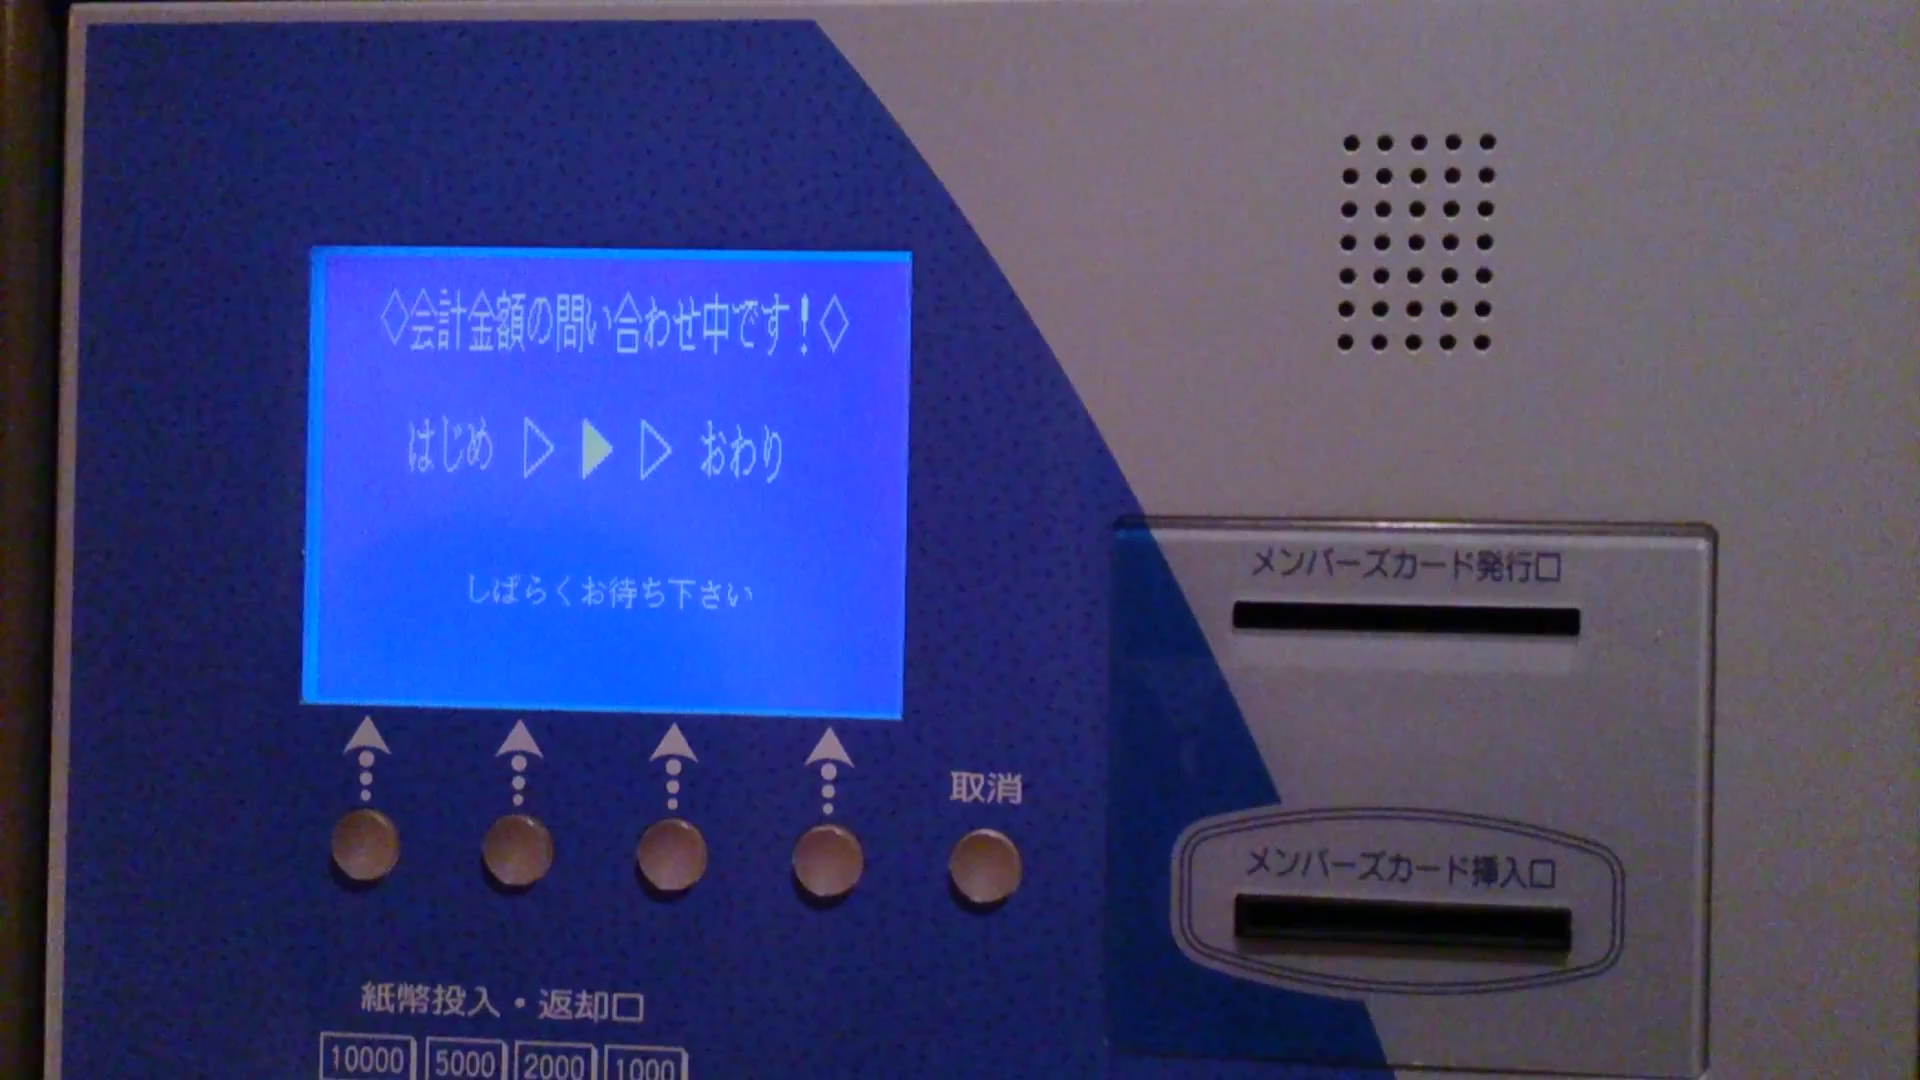 ◇会計金額の問い合わせ中です!◇
はじめ ▷ ▶ ▷ おわり
しばらくお待ち下さい
取消
メンバーズカード発行口
メンバーズカード挿入口
紙幣投入・返却口
10000 5000 2000 1000